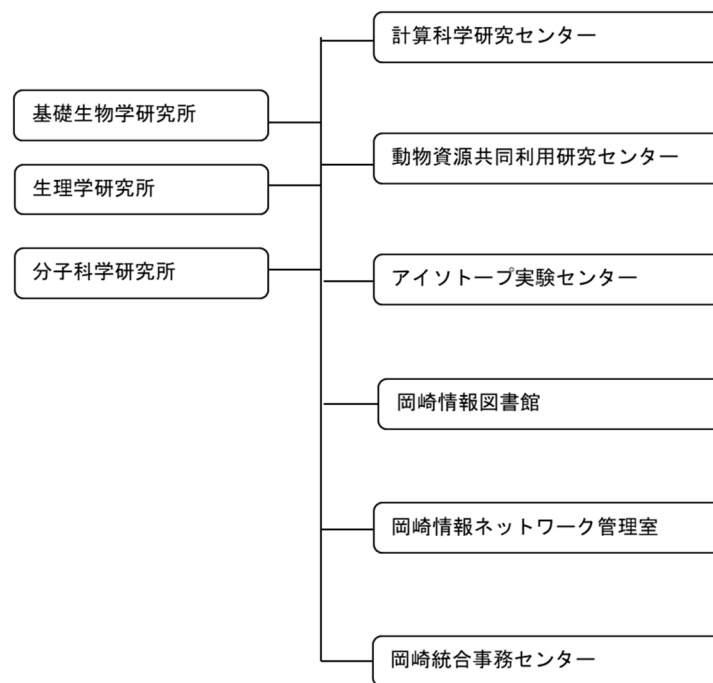 基礎生物学研究所
生理学研究所
分子科学研究所
計算科学研究センター
動物資源共同利用研究センター
アイソトープ実験センター
岡崎情報図書館
岡崎情報ネットワーク管理室
岡崎統合事務センター